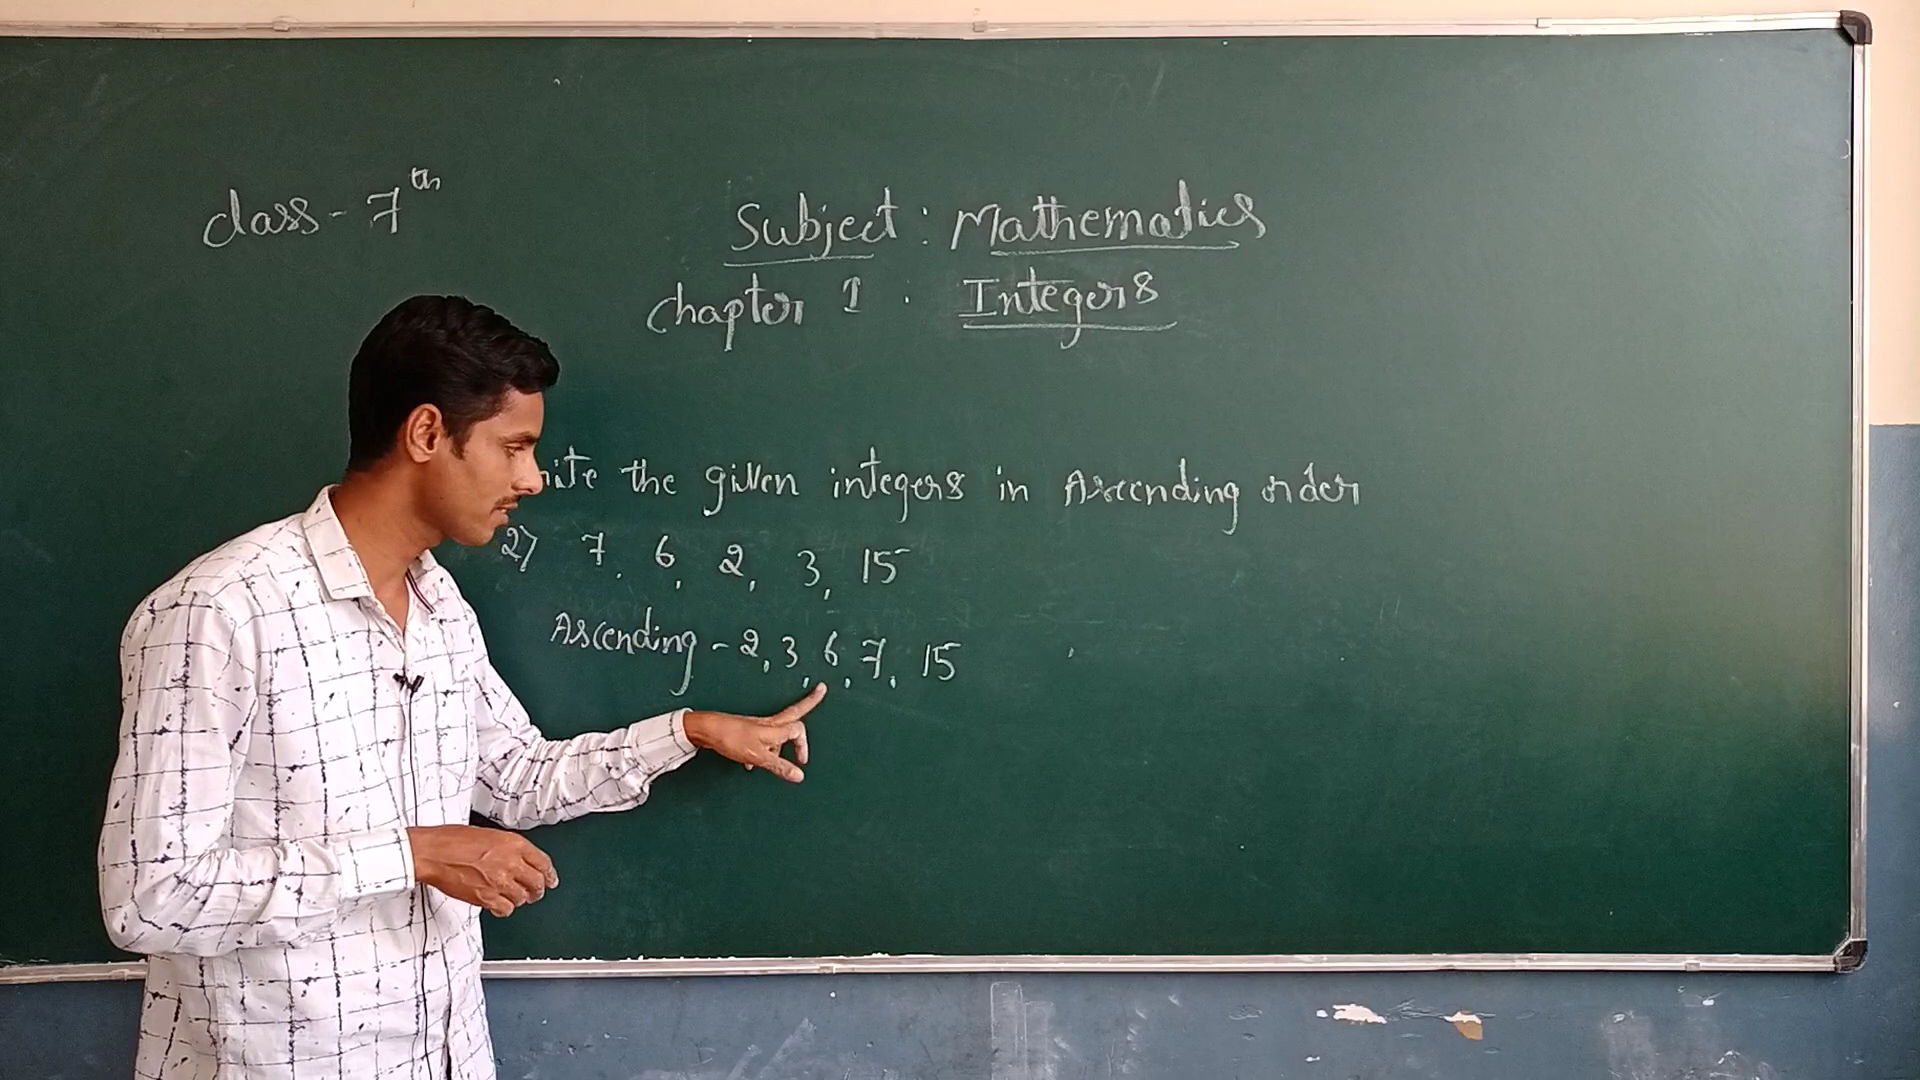 class - 7th
Subject : Mathematics
Chapter 1 . Integers
rite the given integers in Ascending order
2) 7, 6, 2, 3, 15
Ascending - 2, 3, 6, 7, 15